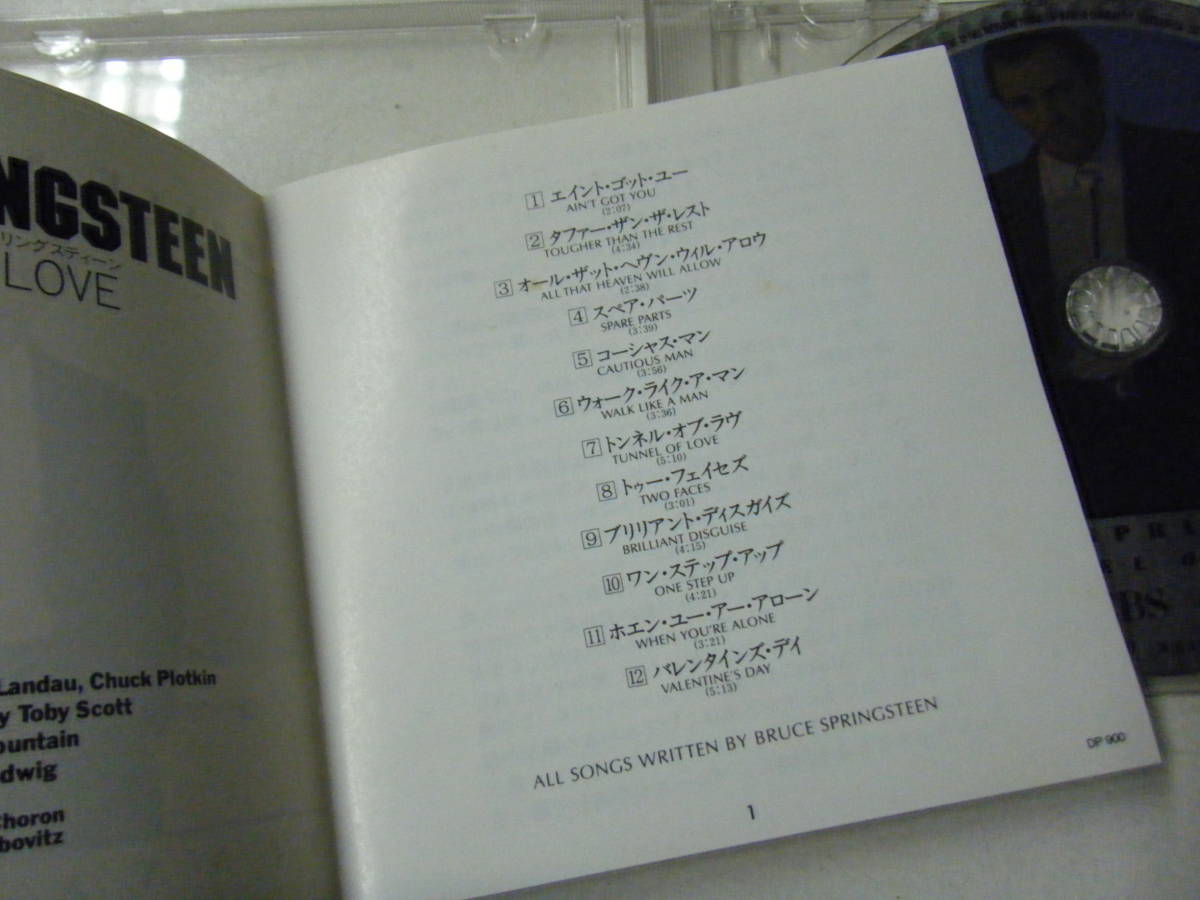 NGSTEEN
リングスティーン
LOVE
Landau, Chuck Plotkin
y Toby Scott
ountain
dwig
Choron
bovitz
1 エイント・ゴット・ユー
AIN'T GOT YOU
(2:07)
2 タファー・ザン・ザ・レスト
TOUGHER THAN THE REST
(4:34)
3 オール・ザット・ヘヴン・ウィル・アロウ
ALL THAT HEAVEN WILL ALLOW
(2:38)
4 スペア・パーツ
SPARE PARTS
(3:39)
5 コーシャス・マン
CAUTIOUS MAN
(3:56)
6 ウォーク・ライク・ア・マン
WALK LIKE A MAN
(3:36)
7 トンネル・オブ・ラヴ
TUNNEL OF LOVE
(5:10)
8 トゥー・フェイセズ
TWO FACES
(3:01)
9 ブリリアント・ディスガイズ
BRILLIANT DISGUISE
(4:15)
10 ワン・ステップ・アップ
ONE STEP UP
(4:21)
11 ホエン・ユー・アー・アローン
WHEN YOU'RE ALONE
(3:21)
12 バレンタインズ・デイ
VALENTINE'S DAY
(5:13)
ALL SONGS WRITTEN BY BRUCE SPRINGSTEEN
DP 900
1
SPRI
BS